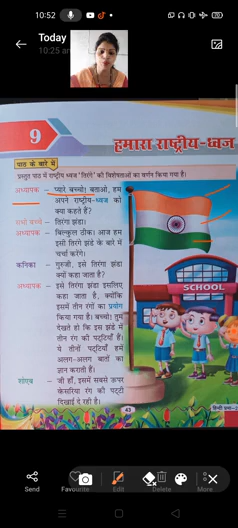 10:52
70
Today
10:25 am
9
हमारा राष्ट्रीय-ध्वज
पाठ के बारे में
प्रस्तुत पाठ में राष्ट्रीय ध्वज 'तिरंगे' की विशेषताओं का वर्णन किया गया है।
अध्यापक – प्यारे बच्चो! बताओ, हम
अपने राष्ट्रीय-ध्वज को
क्या कहते हैं?
सभी बच्चे – तिरंगा झंडा।
अध्यापक – बिल्कुल ठीक। आज हम
इसी तिरंगे झंडे के बारे में
चर्चा करेंगे।
कनिका – गुरुजी, इसे तिरंगा झंडा
क्यों कहा जाता है?
अध्यापक – इसे तिरंगा झंडा इसलिए
कहा जाता है, क्योंकि
इसमें तीन रंगों का प्रयोग
किया गया है। बच्चो! तुम
देखते हो कि इस झंडे में
तीन रंग की पट्टियाँ हैं।
ये तीनों पट्टियाँ हमें
अलग-अलग बातों का
ज्ञान कराती हैं।
शोएब – जी हाँ, इसमें सबसे ऊपर
केसरिया रंग की पट्टी
दिखाई दे रही है।
SCHOOL
43
हिन्दी
Send
Favourite
Edit
Delete
More